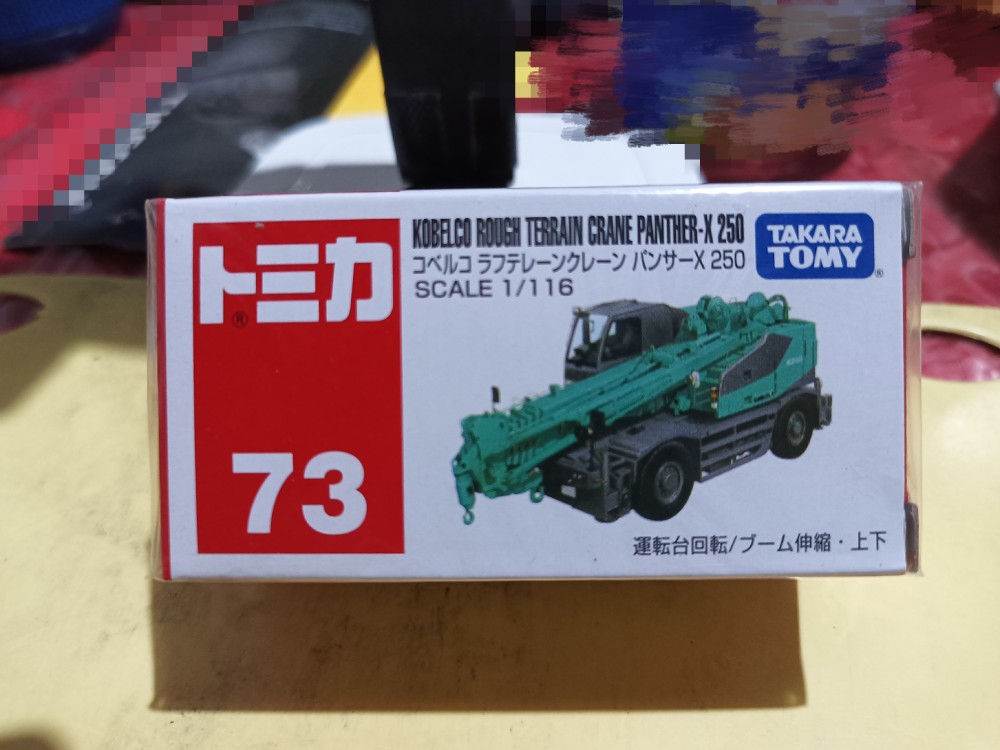 トミカ
®
73
KOBELCO ROUGH TERRAIN CRANE PANTHER-X 250
コベルコ ラフテレーンクレーン パンサーX 250
SCALE 1/116
TAKARA
TOMY
®
運転台回転/ブーム伸縮・上下